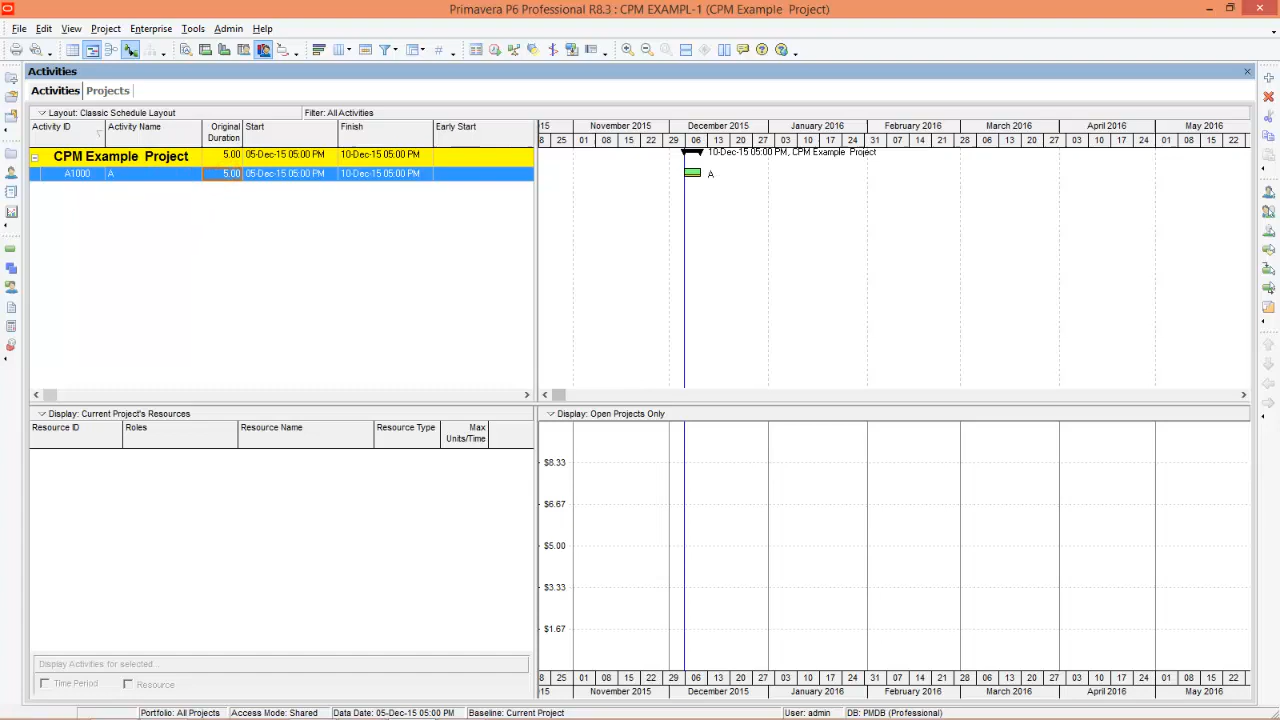 Primavera P6 Professional R8.3 : CPM EXAMPL-1 (CPM Example Project)
File Edit View Project Enterprise Tools Admin Help
Activities
Activities Projects
Layout: Classic Schedule Layout Filter: All Activities
Activity ID Activity Name Original Duration Start Finish Early Start
'15 November 2015 December 2015 January 2016 February 2016 March 2016 April 2016 May 2016
8 25 01 08 15 22 29 06 13 20 27 03 10 17 24 31 07 14 21 28 06 13 20 27 03 10 17 24 01 08 15 22
CPM Example Project 5.00 05-Dec-15 05:00 PM 10-Dec-15 05:00 PM
10-Dec-15 05:00 PM, CPM Example Project
A1000 A 5.00 05-Dec-15 05:00 PM 10-Dec-15 05:00 PM
A
Display: Current Project's Resources
Resource ID Roles Resource Name Resource Type Max Units/Time
Display: Open Projects Only
$8.33
$6.67
$5.00
$3.33
$1.67
Display Activities for selected...
Time Period Resource
8 25 01 08 15 22 29 06 13 20 27 03 10 17 24 31 07 14 21 28 06 13 20 27 03 10 17 24 01 08 15 22
'15 November 2015 December 2015 January 2016 February 2016 March 2016 April 2016 May 2016
Portfolio: All Projects Access Mode: Shared Data Date: 05-Dec-15 05:00 PM Baseline: Current Project User: admin DB: PMDB (Professional)